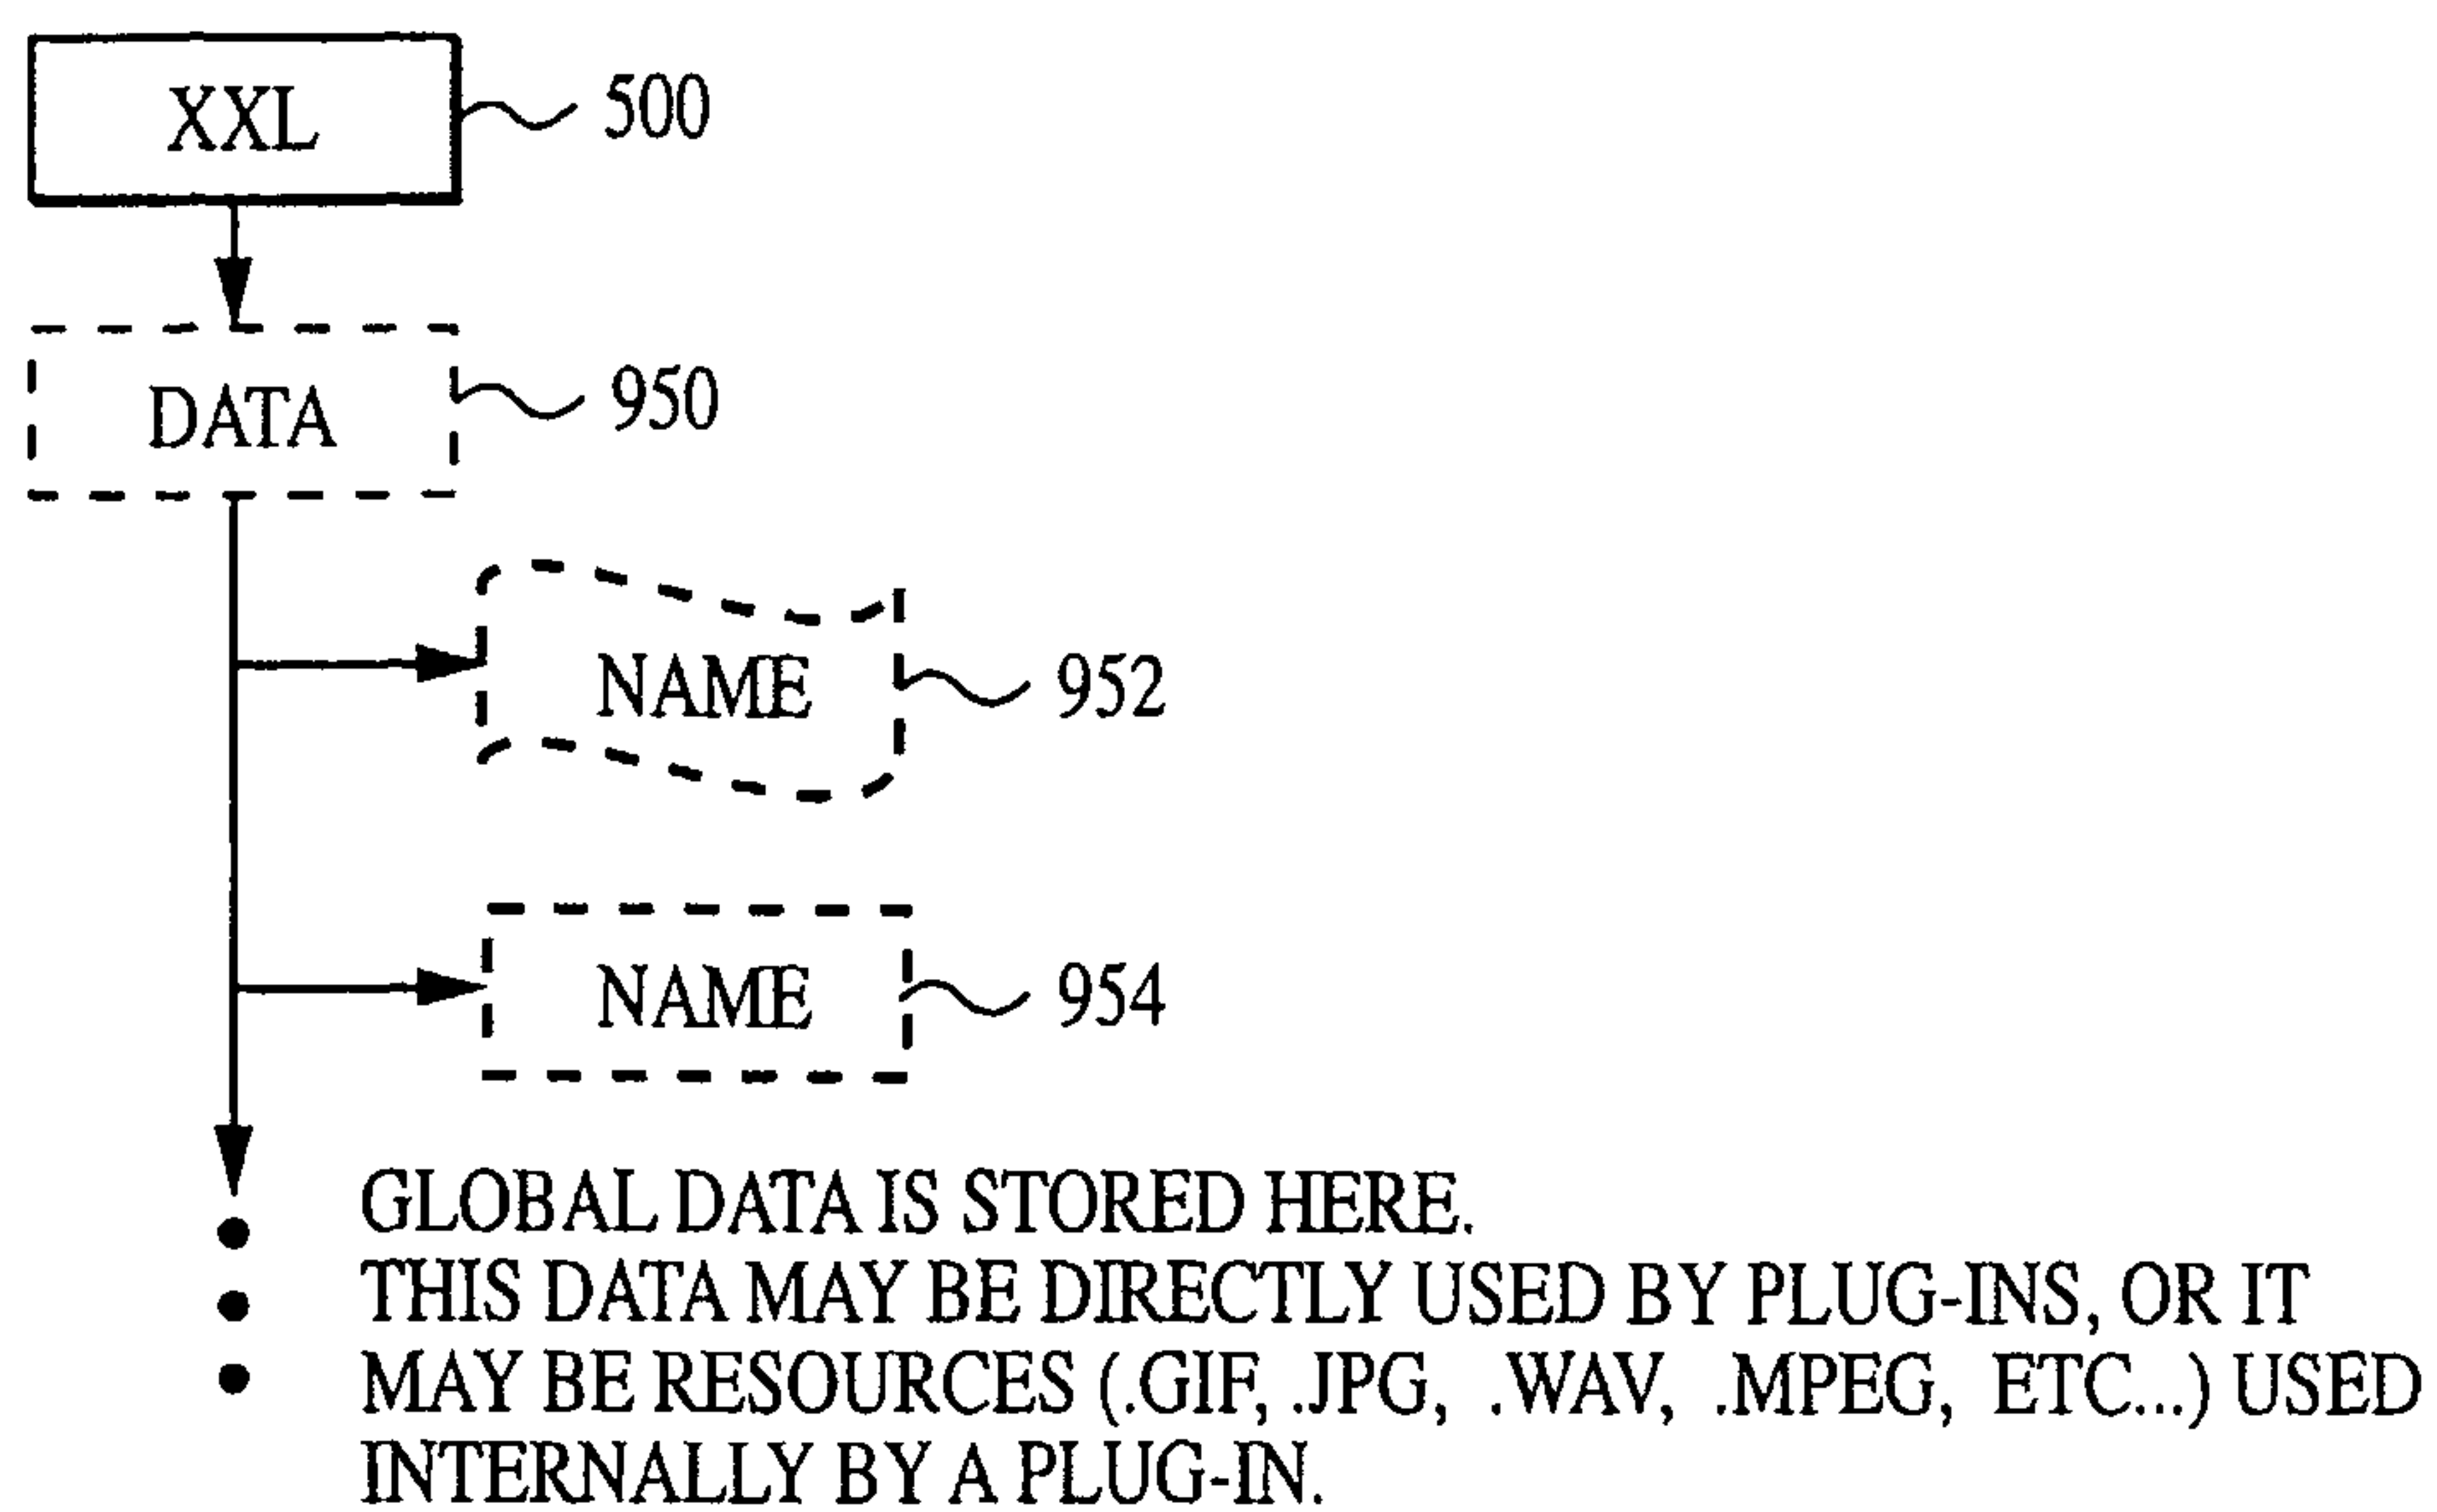 XXL 500
DATA 950
NAME 952
NAME 954
GLOBAL DATA IS STORED HERE.
THIS DATA MAY BE DIRECTLY USED BY PLUG-INS, OR IT
MAY BE RESOURCES (.GIF, .JPG, .WAV, .MPEG, ETC...) USED
INTERNALLY BY A PLUG-IN.